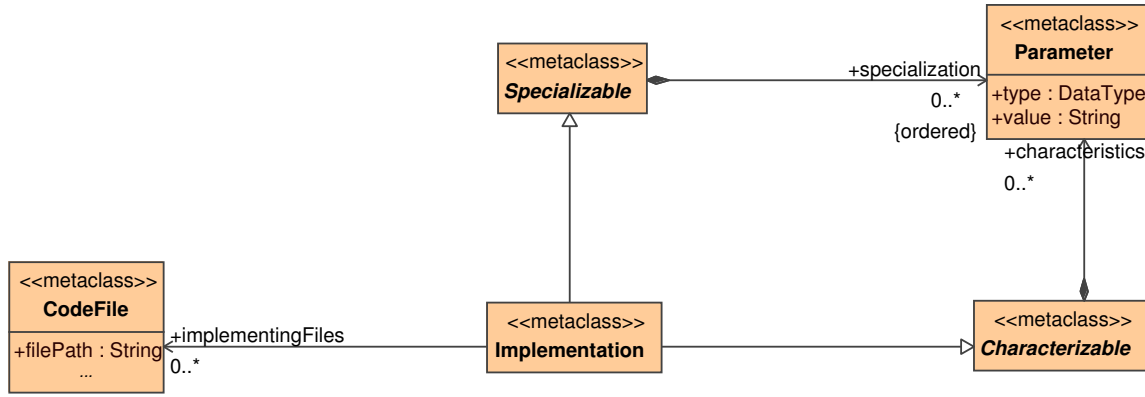 <<metaclass>>
Parameter
+type : DataType
+value : String
<<metaclass>>
Specializable
+specialization
0..*
{ordered}
+characteristics
0..*
<<metaclass>>
CodeFile
+filePath : String
...
+implementingFiles
0..*
<<metaclass>>
Implementation
<<metaclass>>
Characterizable